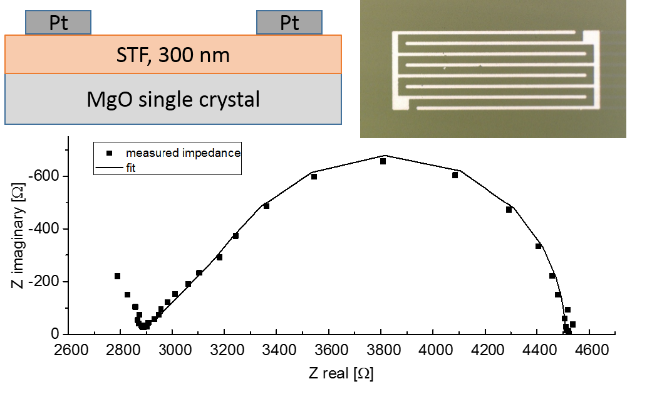 Pt Pt
STF, 300 nm
MgO single crystal
measured impedance
fit
Z imaginary [Ω]
-600
-400
-200
0
2600 2800 3000 3200 3400 3600 3800 4000 4200 4400 4600
Z real [Ω]